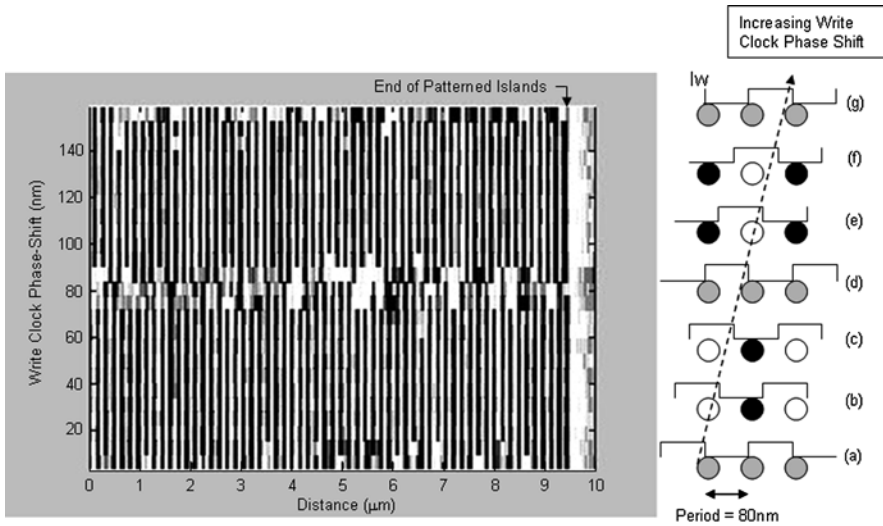 Increasing Write
Clock Phase Shift
End of Patterned Islands
Iw
(g)
(f)
(e)
(d)
(c)
(b)
(a)
Write Clock Phase-Shift (nm)
140
120
100
80
60
40
20
0 1 2 3 4 5 6 7 8 9 10
Distance (μm)
Period = 80nm